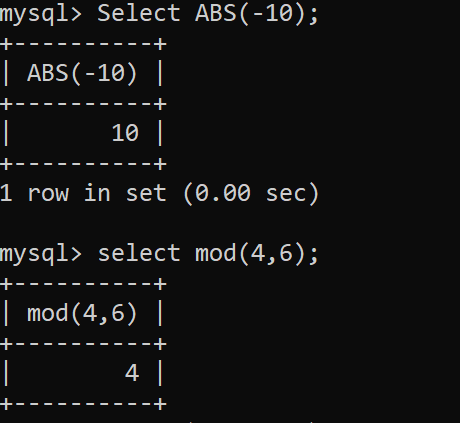 mysql> Select ABS(-10);
+----------+
| ABS(-10) |
+----------+
|       10 |
+----------+
1 row in set (0.00 sec)

mysql> select mod(4,6);
+----------+
| mod(4,6) |
+----------+
|        4 |
+----------+